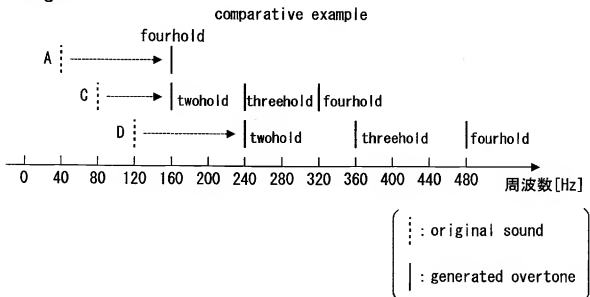 comparative example
fourhold
A
C twohold threehold fourhold
D twohold threehold fourhold
0 40 80 120 160 200 240 280 320 360 400 440 480 周波数[Hz]
: original sound
: generated overtone